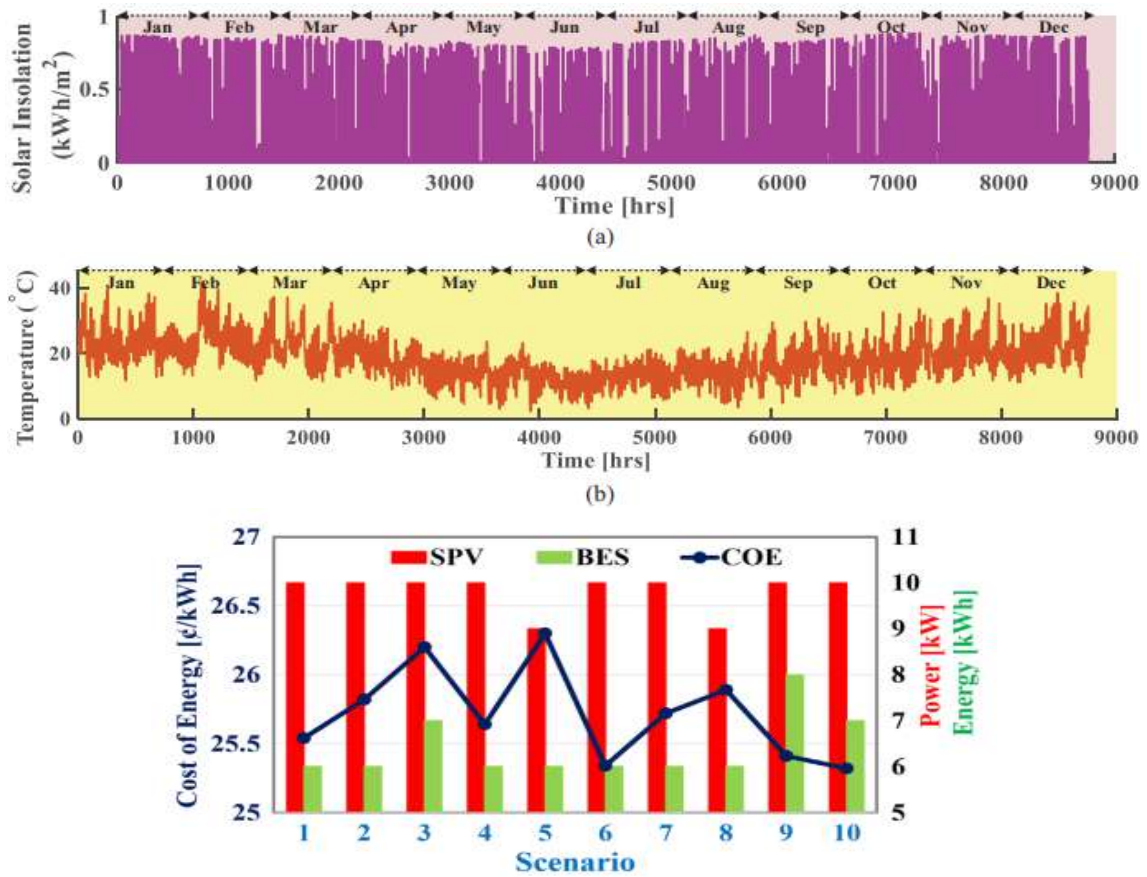 Solar Insolation
(kWh/m²)
1
0.5
0
Jan Feb Mar Apr May Jun Jul Aug Sep Oct Nov Dec
0 1000 2000 3000 4000 5000 6000 7000 8000 9000
Time [hrs]
(a)
Temperature (°C)
40
20
0
Jan Feb Mar Apr May Jun Jul Aug Sep Oct Nov Dec
0 1000 2000 3000 4000 5000 6000 7000 8000 9000
Time [hrs]
(b)
Cost of Energy [¢/kWh]
27
26.5
26
25.5
25
SPV BES COE
11
10
9
8
7
6
5
Power [kW]
Energy [kWh]
1 2 3 4 5 6 7 8 9 10
Scenario